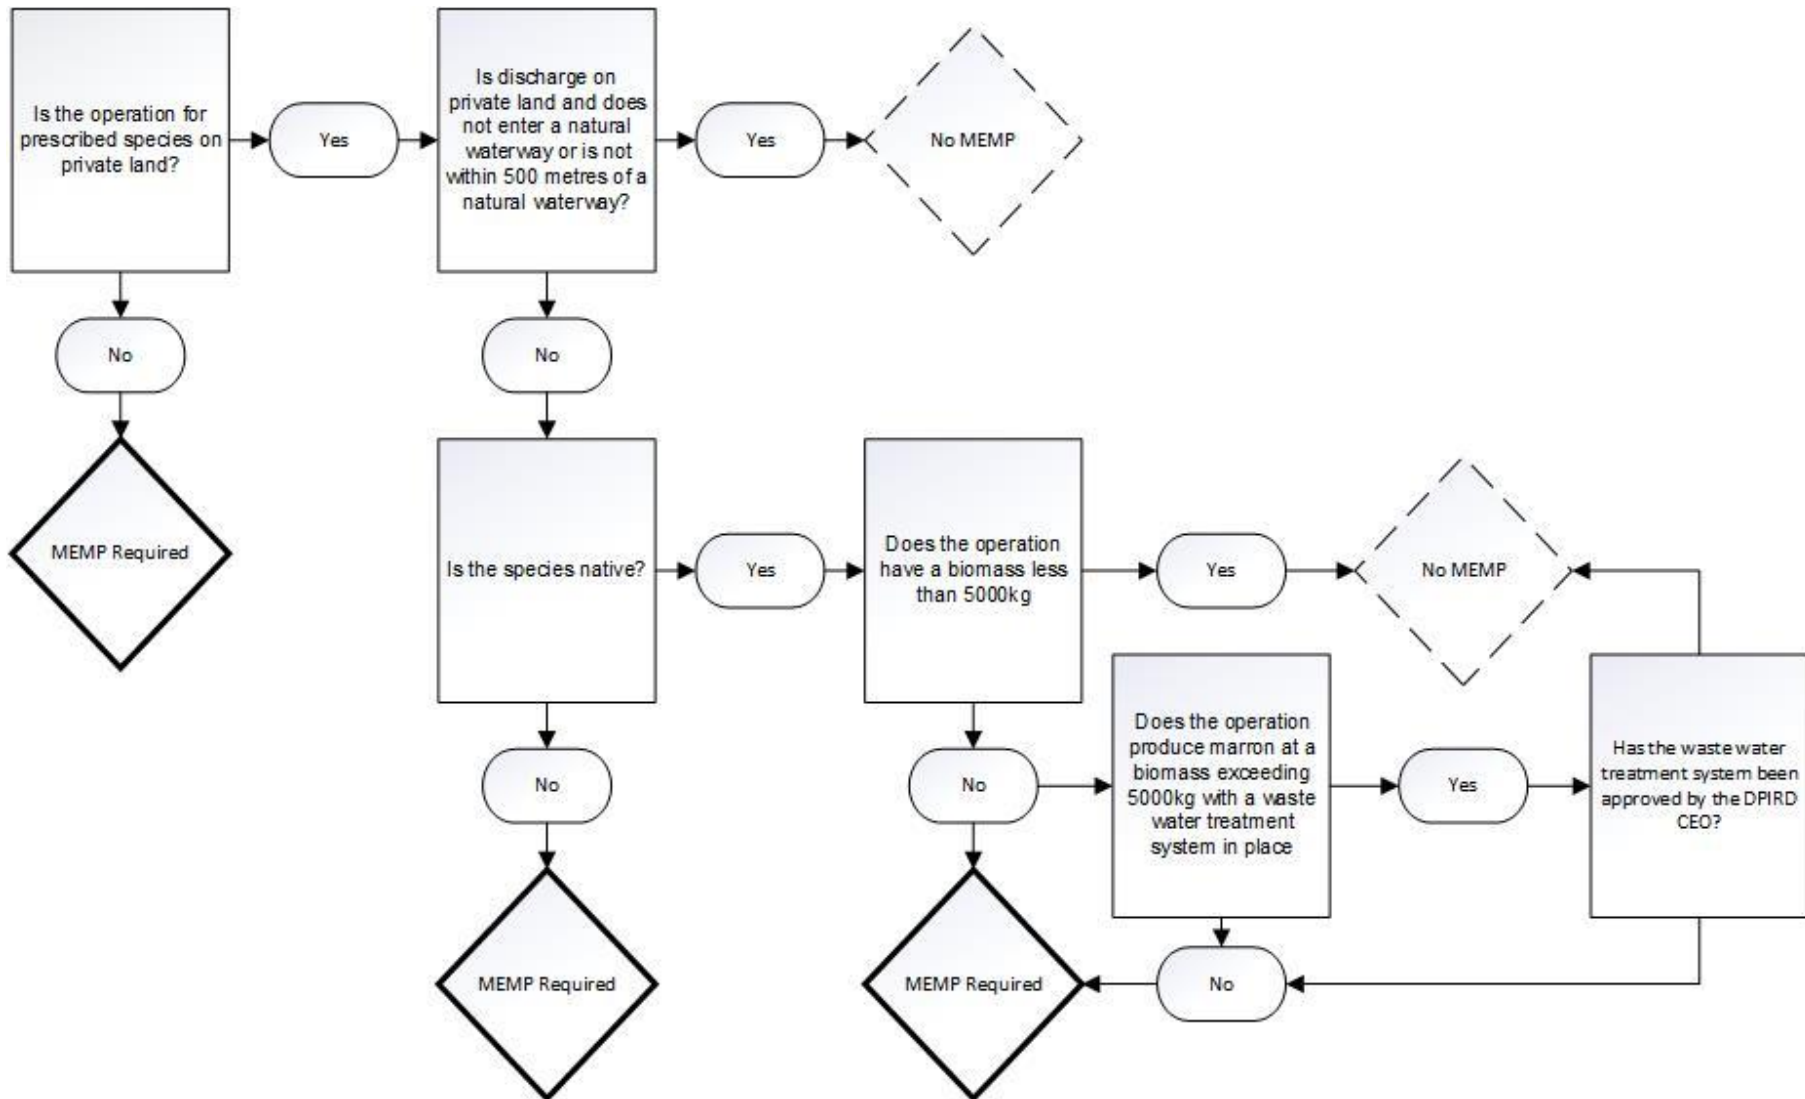 Is the operation for
prescribed species on
private land?
Yes
Is discharge on
private land and does
not enter a natural
waterway or is not
within 500 metres of a
natural waterway?
Yes
No MEMP
No
No
MEMP Required
Is the species native?
Yes
Does the operation
have a biomass less
than 5000kg
Yes
No MEMP
No
No
Does the operation
produce marron at a
biomass exceeding
5000kg with a waste
water treatment
system in place
Yes
Has the waste water
treatment system been
approved by the DPIRD
CEO?
MEMP Required
MEMP Required
No